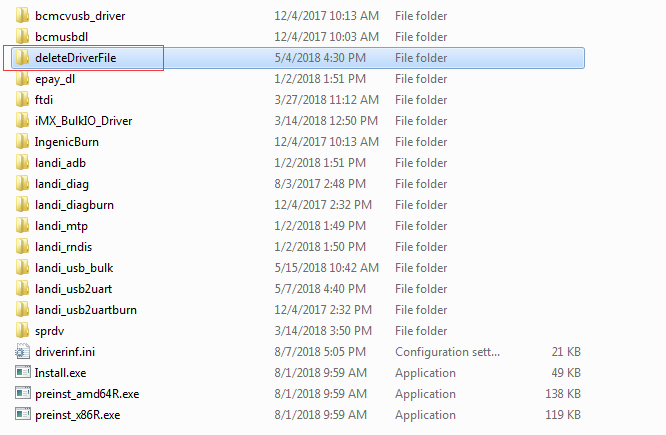 bcmcvusb_driver 12/4/2017 10:13 AM File folder
bcmusbdl 12/4/2017 10:03 AM File folder
deleteDriverFile 5/4/2018 4:30 PM File folder
epay_dl 1/2/2018 1:51 PM File folder
ftdi 3/27/2018 11:12 AM File folder
iMX_BulkIO_Driver 3/14/2018 12:50 PM File folder
IngenicBurn 12/4/2017 10:13 AM File folder
landi_adb 1/2/2018 1:51 PM File folder
landi_diag 8/3/2017 2:48 PM File folder
landi_diagburn 12/4/2017 2:32 PM File folder
landi_mtp 1/2/2018 1:49 PM File folder
landi_rndis 1/2/2018 1:50 PM File folder
landi_usb_bulk 5/15/2018 10:42 AM File folder
landi_usb2uart 5/7/2018 4:40 PM File folder
landi_usb2uartburn 12/4/2017 2:32 PM File folder
sprdv 3/14/2018 3:50 PM File folder
driverinf.ini 8/7/2018 5:05 PM Configuration sett... 21 KB
Install.exe 8/1/2018 9:59 AM Application 49 KB
preinst_amd64R.exe 8/1/2018 9:59 AM Application 138 KB
preinst_x86R.exe 8/1/2018 9:59 AM Application 119 KB